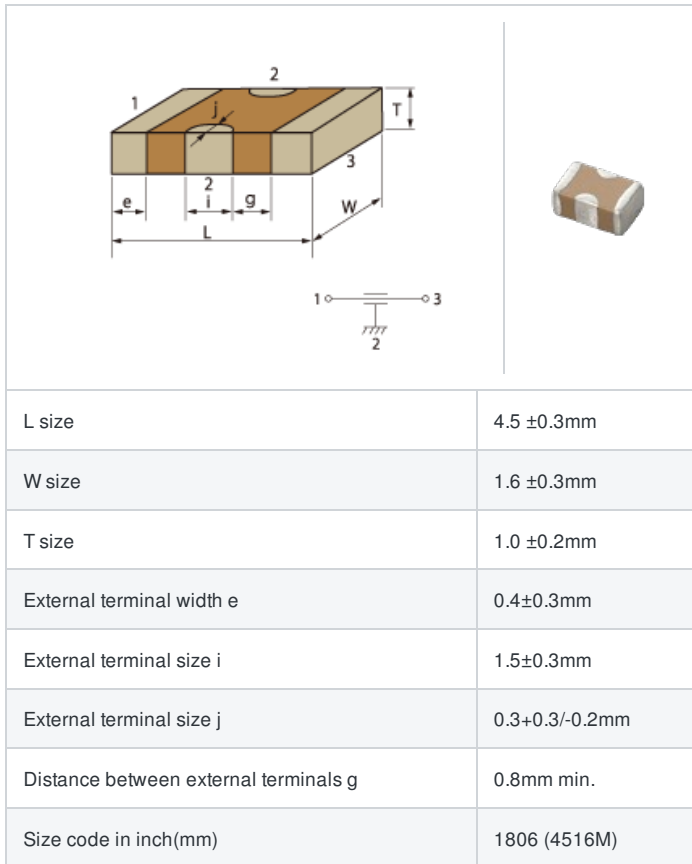 2
1
j
T
3
2
e
i
g
W
L
1
3
2
L size 4.5 ±0.3mm
W size 1.6 ±0.3mm
T size 1.0 ±0.2mm
External terminal width e 0.4±0.3mm
External terminal size i 1.5±0.3mm
External terminal size j 0.3+0.3/-0.2mm
Distance between external terminals g 0.8mm min.
Size code in inch(mm) 1806 (4516M)